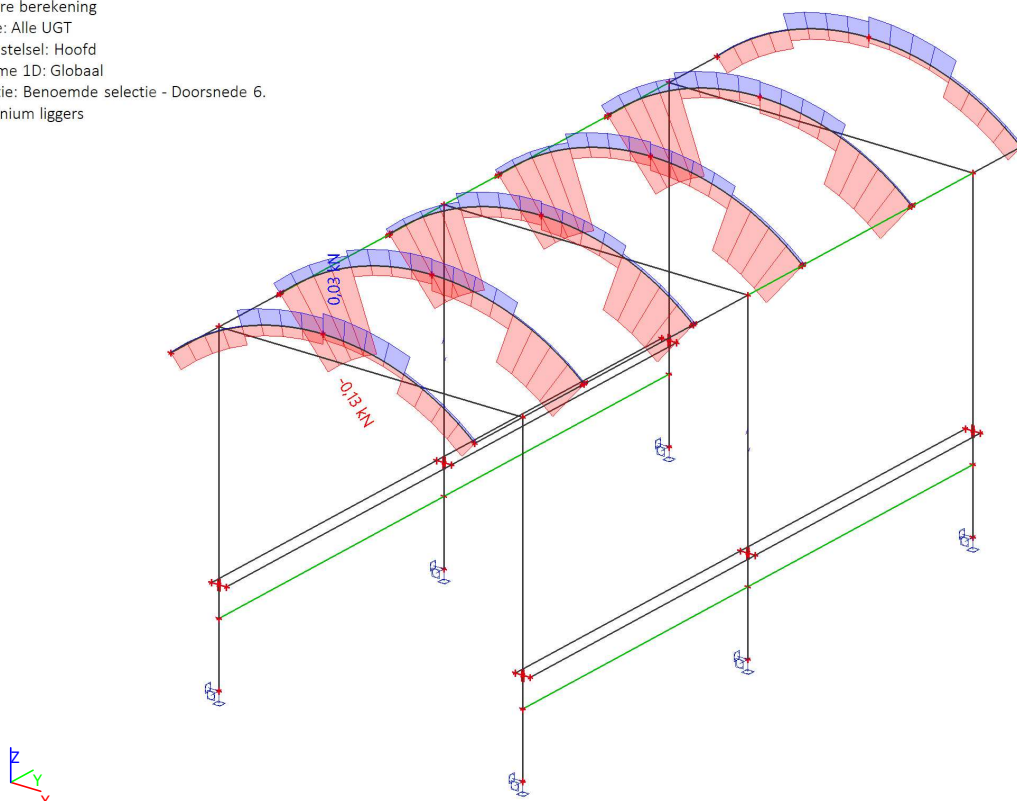 re berekening
e: Alle UGT
stelsel: Hoofd
me 1D: Globaal
tie: Benoemde selectie - Doorsnede 6.
nium liggers
0,03 kN
-0,13 kN
Z
Y
X